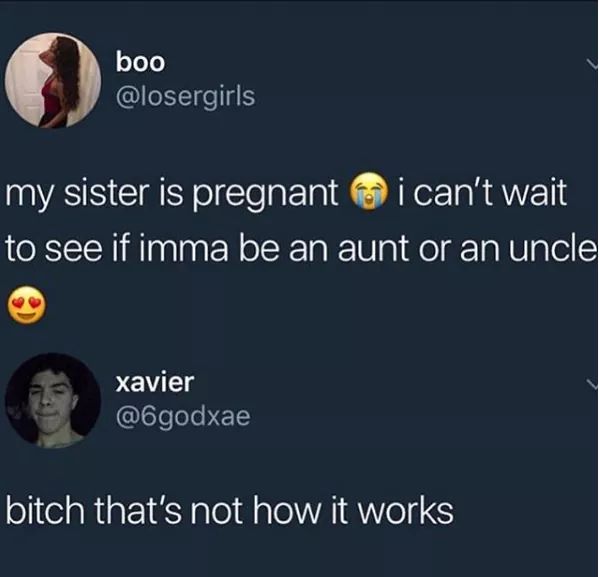 boo
@losergirls
my sister is pregnant 😭 i can't wait
to see if imma be an aunt or an uncle
😍
xavier
@6godxae
bitch that's not how it works